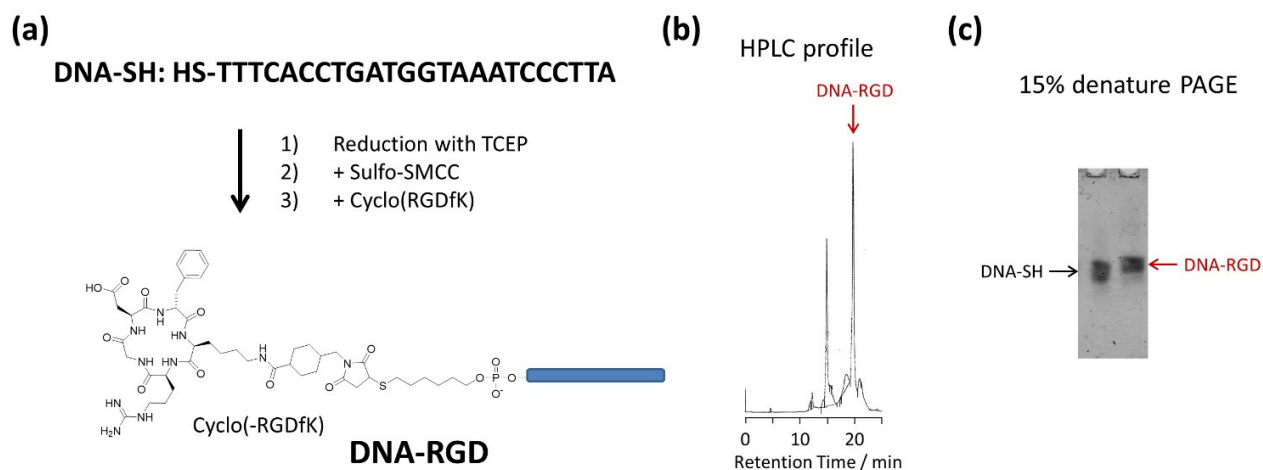 (a)
DNA-SH: HS-TTTCACCTGATGGTAAATCCCTTA
1) Reduction with TCEP
2) + Sulfo-SMCC
3) + Cyclo(RGDfK)
HO
O
O
H
N
O
NH
HN
O
NH
HN
O
O
NH
HN
NH
H2N
H
N
O
N
O
O
S
O
O
P
O-
O
Cyclo(-RGDfK)
DNA-RGD
(b)
HPLC profile
DNA-RGD
0 10 20
Retention Time / min
(c)
15% denature PAGE
DNA-SH
DNA-RGD